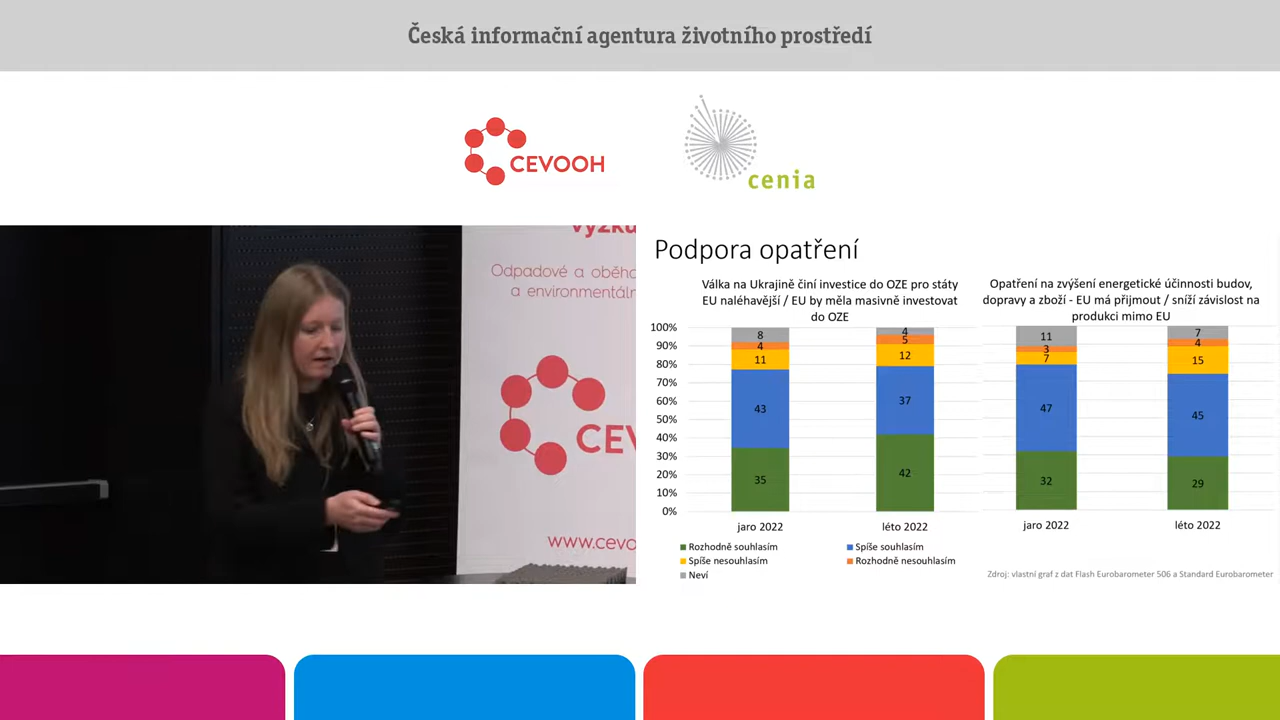 Česká informační agentura životního prostředí
CEVOOH
cenia
Odpadové a oběho
a environmentáln
CEV
www.cevo
Podpora opatření
Válka na Ukrajině činí investice do OZE pro státy
EU naléhavější / EU by měla masivně investovat
do OZE
100%
90%
80%
70%
60%
50%
40%
30%
20%
10%
0%
8
4
11
43
35
4
5
12
37
42
jaro 2022
léto 2022
Opatření na zvýšení energetické účinnosti budov,
dopravy a zboží - EU má přijmout / sníží závislost na
produkci mimo EU
11
3
7
47
32
7
4
15
45
29
jaro 2022
léto 2022
Rozhodně souhlasím
Spíše souhlasím
Spíše nesouhlasím
Rozhodně nesouhlasím
Neví
Zdroj: vlastní graf z dat Flash Eurobarometer 506 a Standard Eurobarometer